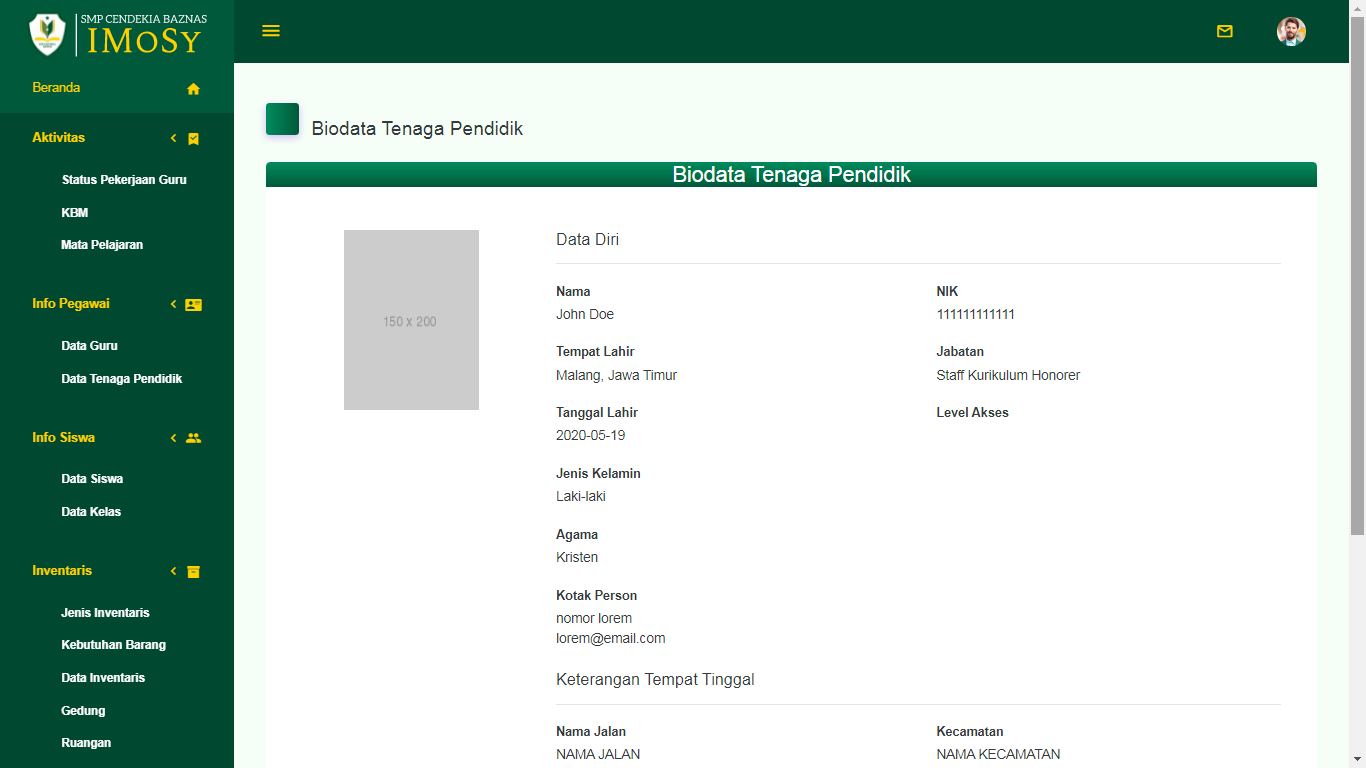 SMP CENDEKIA BAZNAS
IMoSy
Beranda
Aktivitas
Status Pekerjaan Guru
KBM
Mata Pelajaran
Info Pegawai
Data Guru
Data Tenaga Pendidik
Info Siswa
Data Siswa
Data Kelas
Inventaris
Jenis Inventaris
Kebutuhan Barang
Data Inventaris
Gedung
Ruangan
Biodata Tenaga Pendidik
Biodata Tenaga Pendidik
150 x 200
Data Diri
Nama
John Doe
NIK
111111111111
Tempat Lahir
Malang, Jawa Timur
Jabatan
Staff Kurikulum Honorer
Tanggal Lahir
2020-05-19
Level Akses
Jenis Kelamin
Laki-laki
Agama
Kristen
Kotak Person
nomor lorem
lorem@email.com
Keterangan Tempat Tinggal
Nama Jalan
NAMA JALAN
Kecamatan
NAMA KECAMATAN